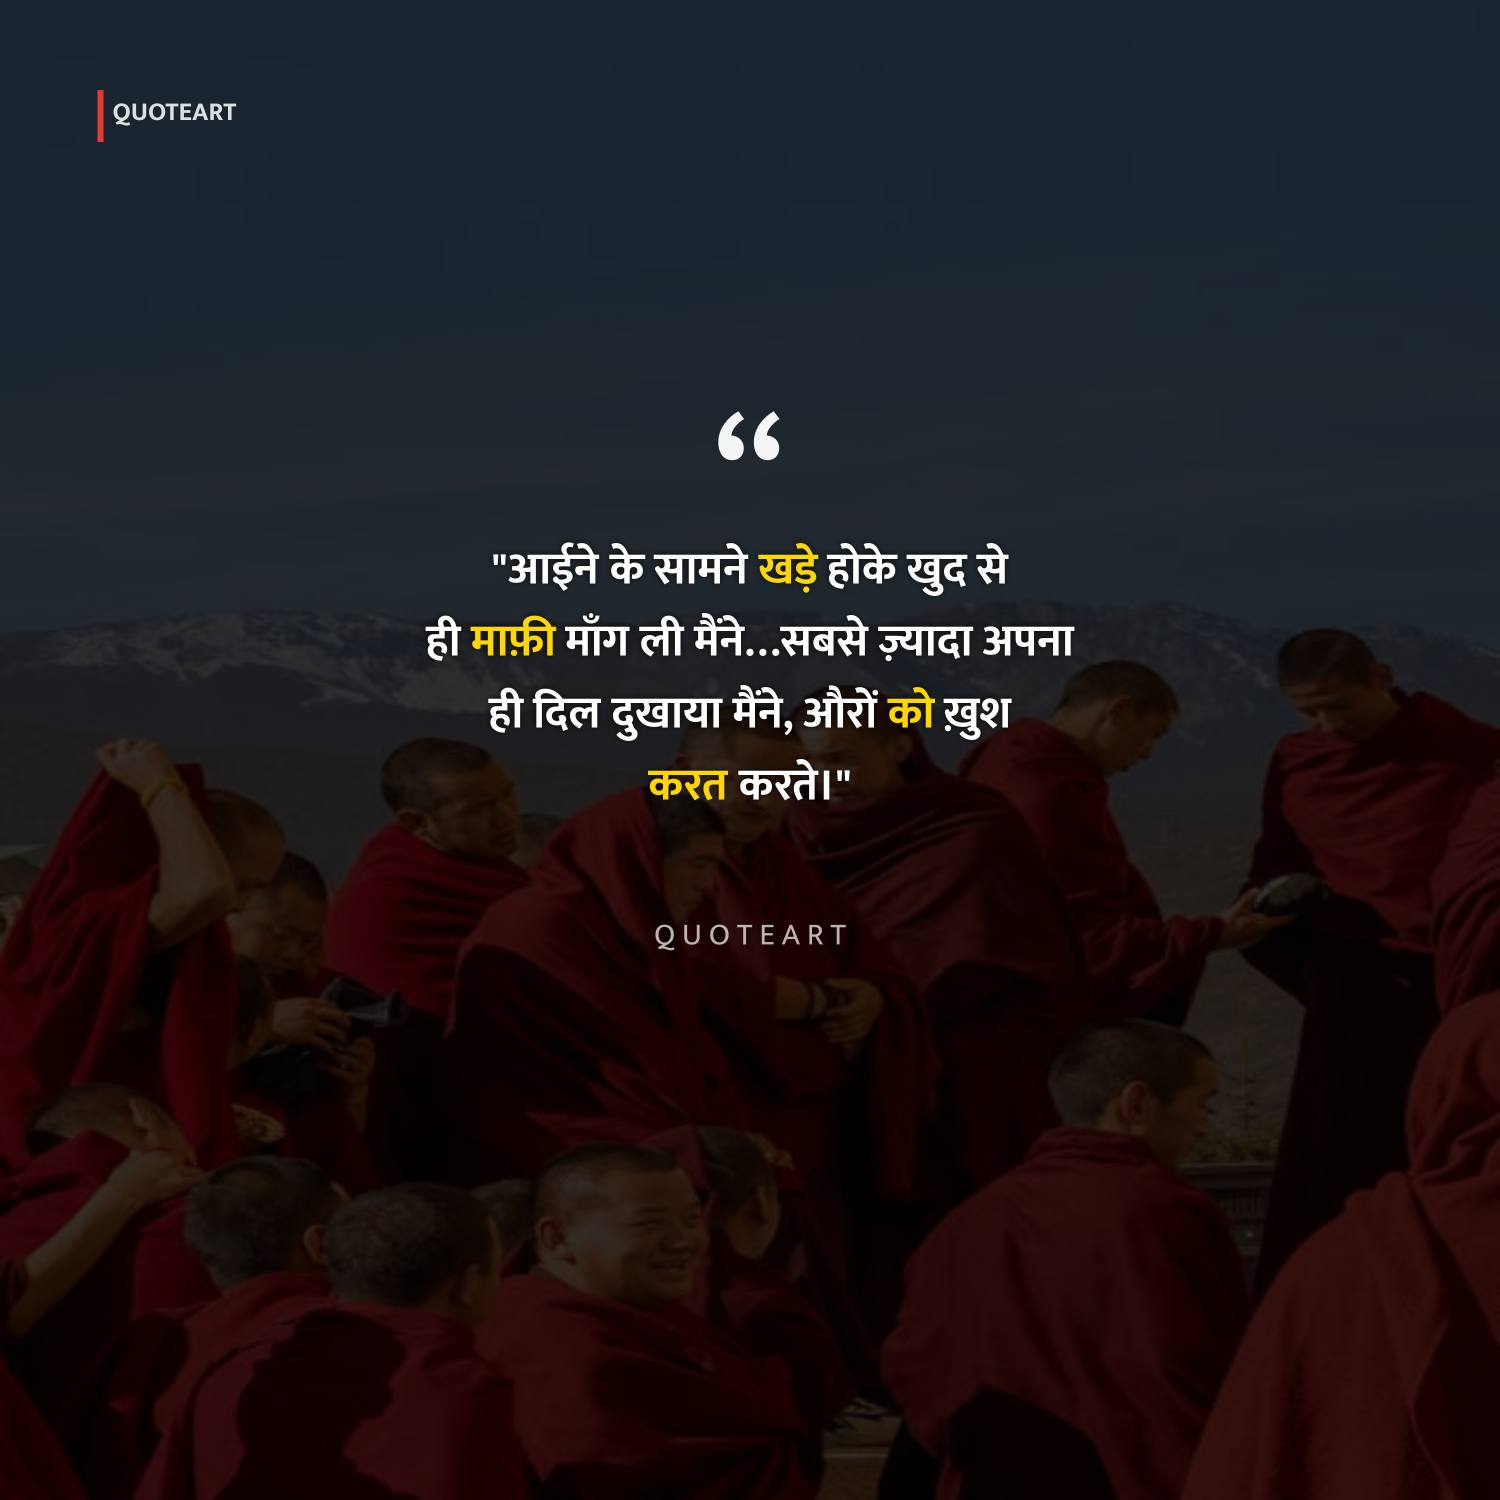 QUOTEART
“
"आईने के सामने खड़े होके खुद से
ही माफ़ी माँग ली मैंने...सबसे ज़्यादा अपना
ही दिल दुखाया मैंने, औरों को ख़ुश
करत करते।"
QUOTEART